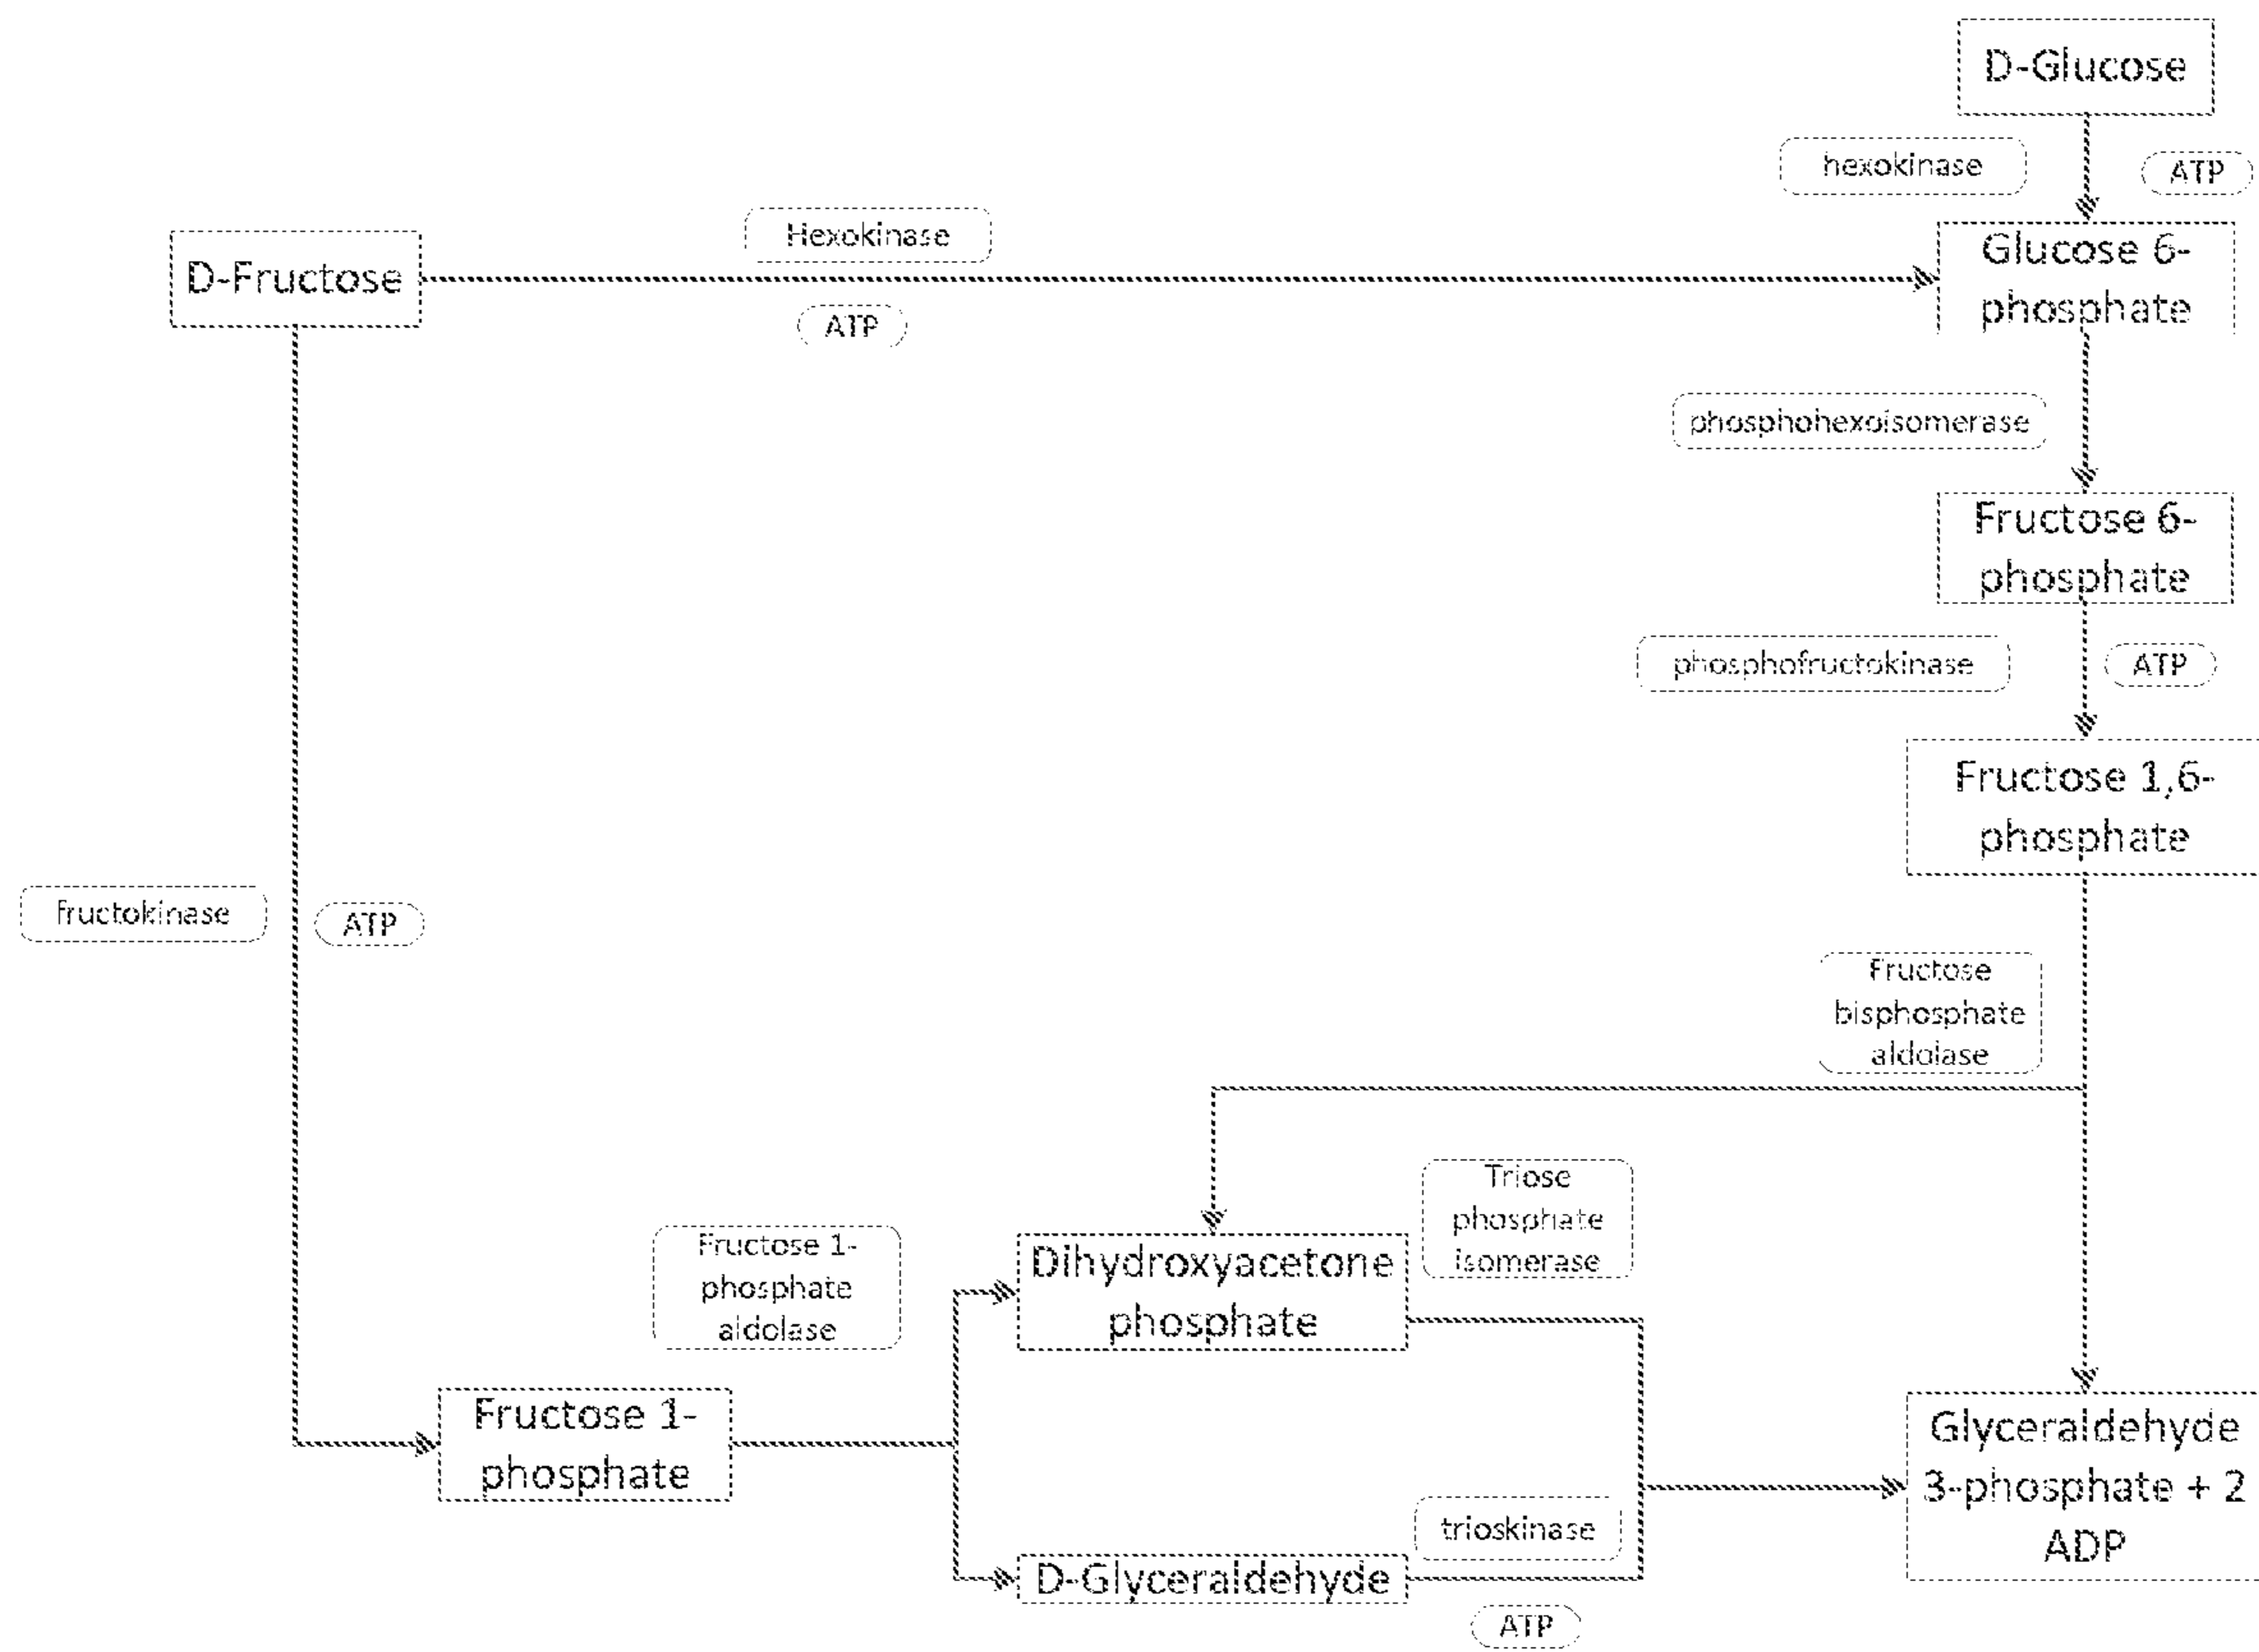 D-Glucose
hexokinase
ATP
Hexokinase
D-Fructose
ATP
Glucose 6-
phosphate
phosphohexoisomerase
Fructose 6-
phosphate
phosphofructokinase
ATP
Fructose 1,6-
phosphate
fructokinase
ATP
Fructose
bisphosphate
aldolase
Triose
phosphate
isomerase
Fructose 1-
phosphate
aldolase
Dihydroxyacetone
phosphate
Fructose 1-
phosphate
Glyceraldehyde
3-phosphate + 2
ADP
trioskinase
D-Glyceraldehyde
ATP